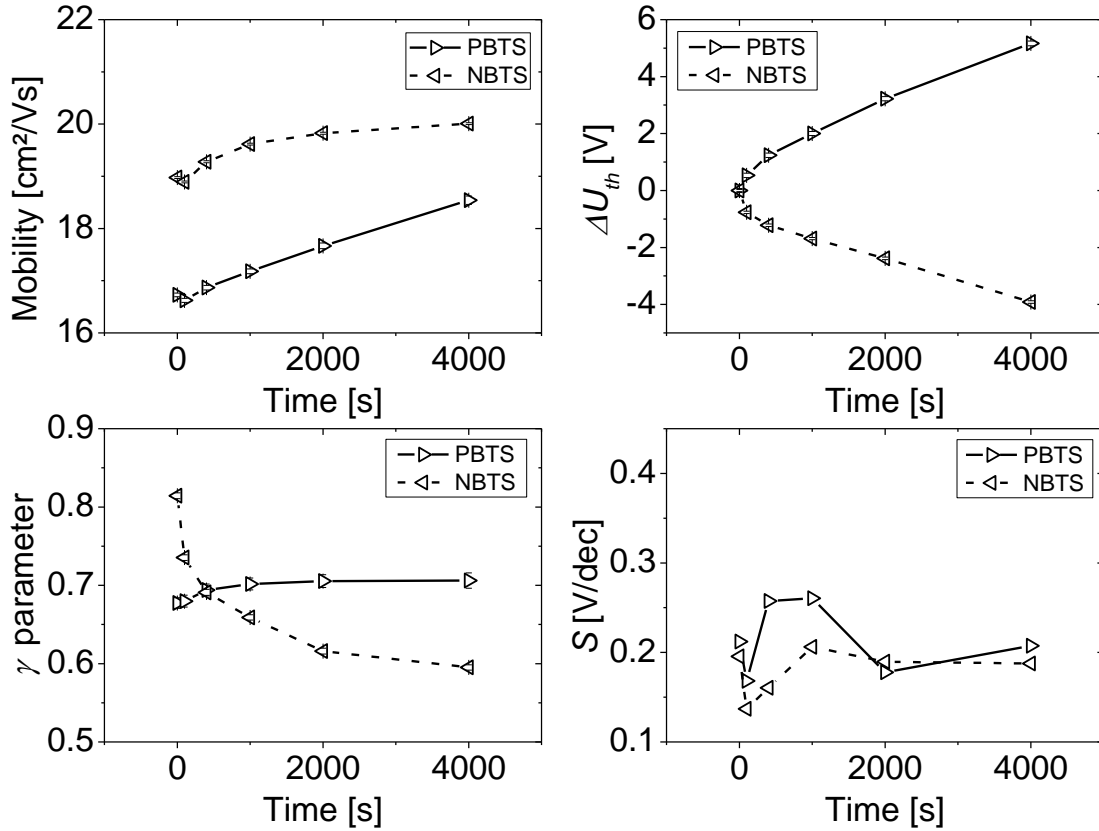 22
20
18
16
Mobility [cm²/Vs]
PBTS
NBTS
0 2000 4000
Time [s]
6
4
2
0
-2
-4
ΔU_th [V]
PBTS
NBTS
0 2000 4000
Time [s]
0.9
0.8
0.7
0.6
0.5
γ parameter
PBTS
NBTS
0 2000 4000
Time [s]
0.4
0.3
0.2
0.1
S [V/dec]
PBTS
NBTS
0 2000 4000
Time [s]